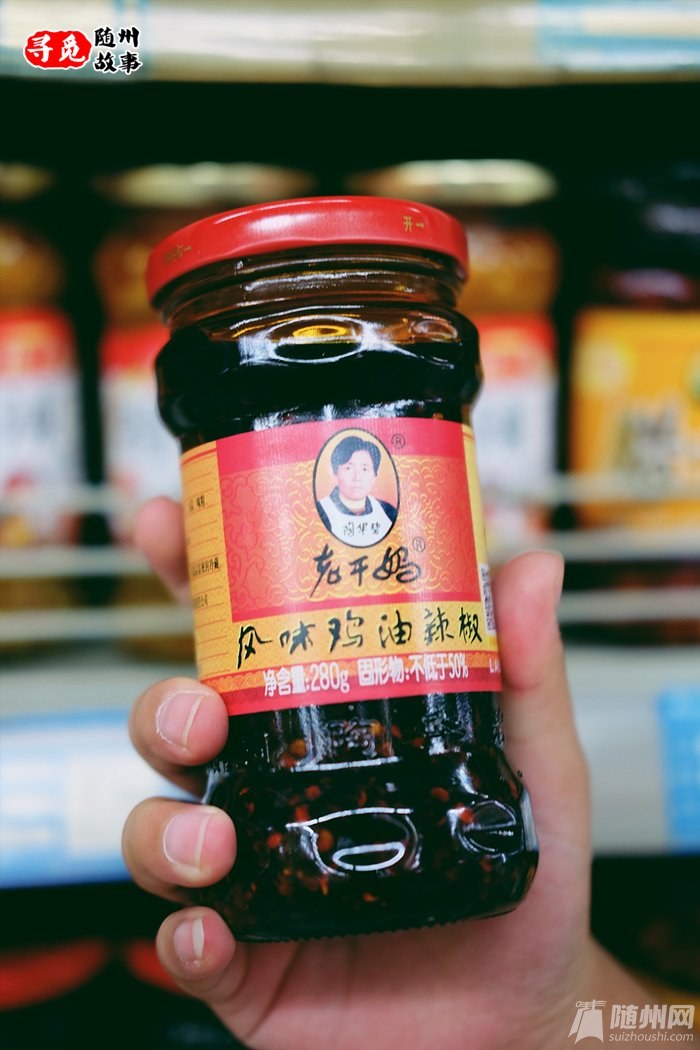 寻觅 随州
故事
开
®
陶华碧
老干妈®
风味鸡油辣椒
净含量:280g 固形物:不低于50%
随州网
suizhoushi.com